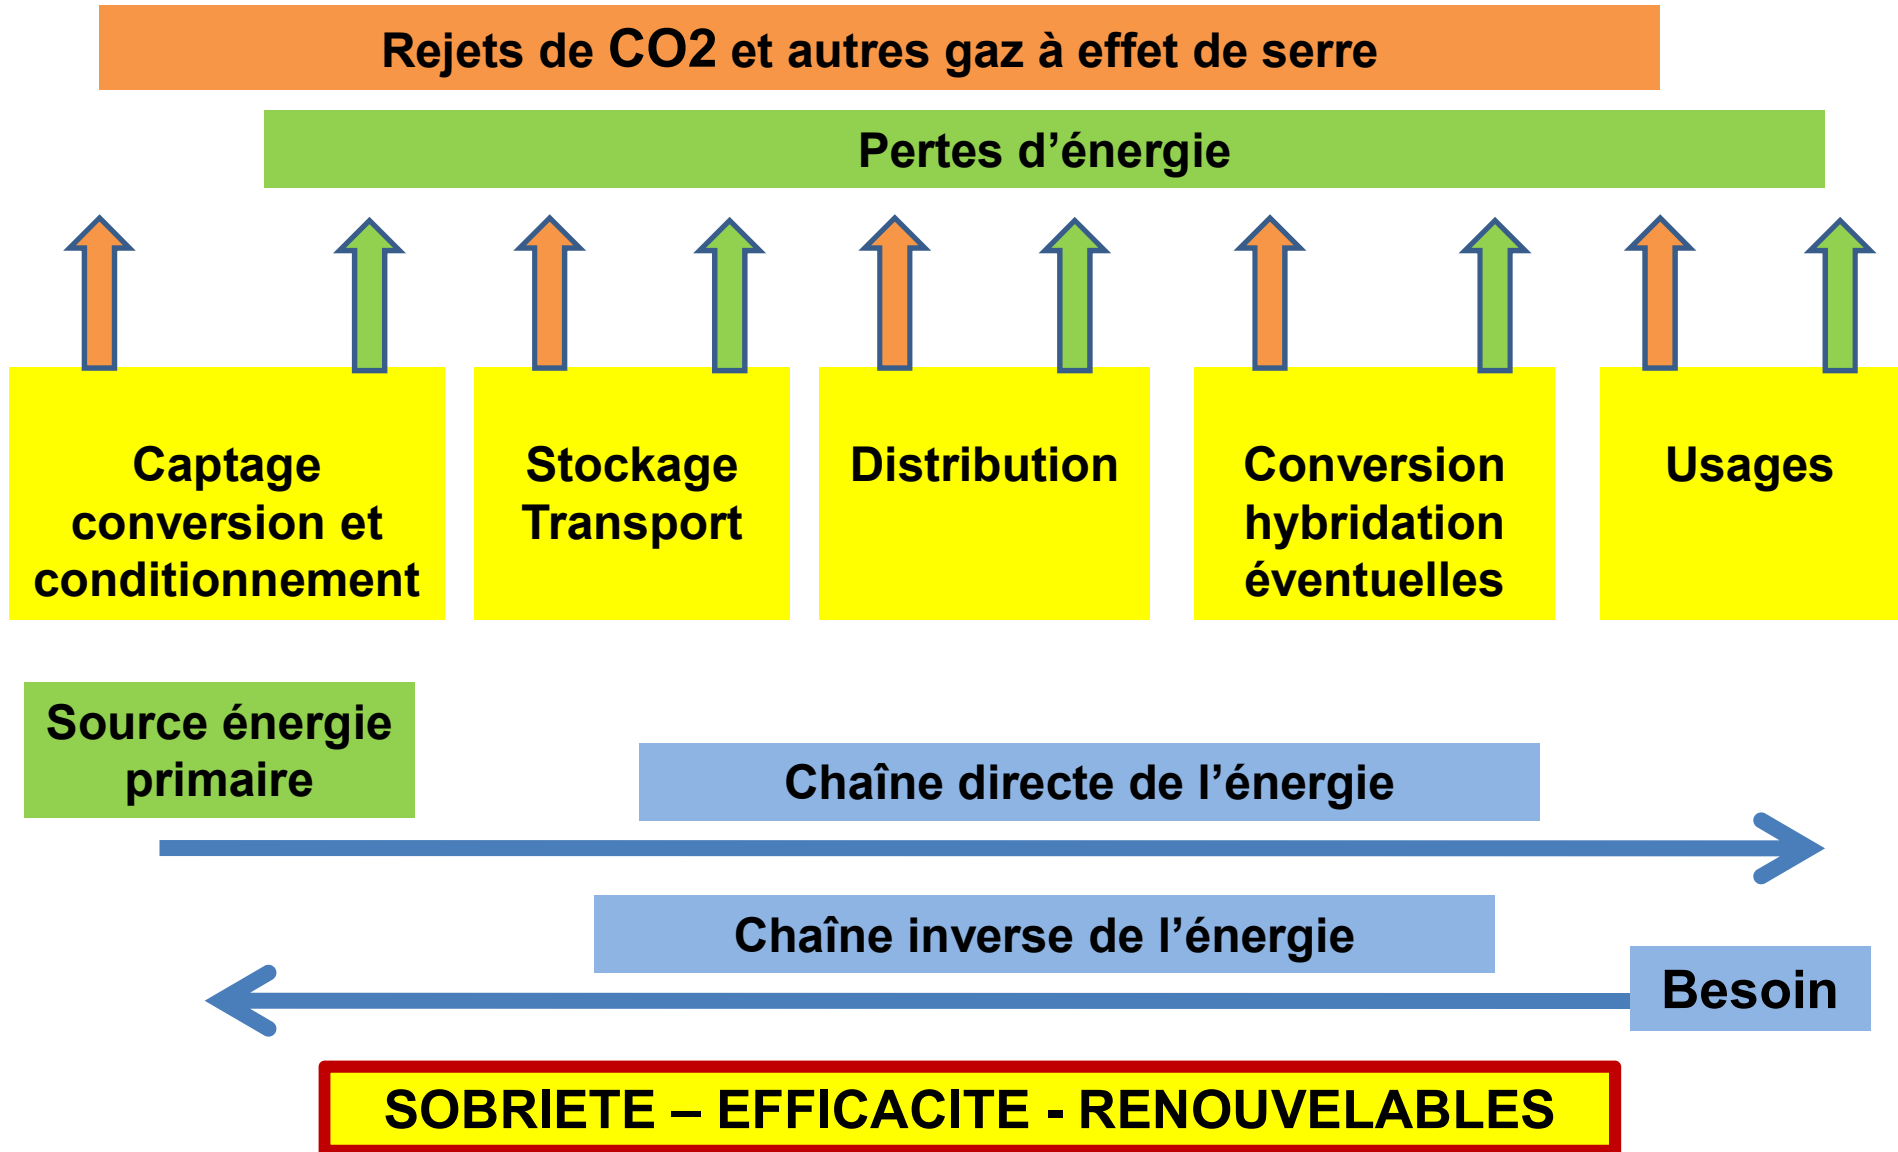 Rejets de CO2 et autres gaz à effet de serre
Pertes d’énergie
Captage
conversion et
conditionnement
Stockage
Transport
Distribution
Conversion
hybridation
éventuelles
Usages
Source énergie
primaire
Chaîne directe de l’énergie
Chaîne inverse de l’énergie
Besoin
SOBRIETE – EFFICACITE - RENOUVELABLES